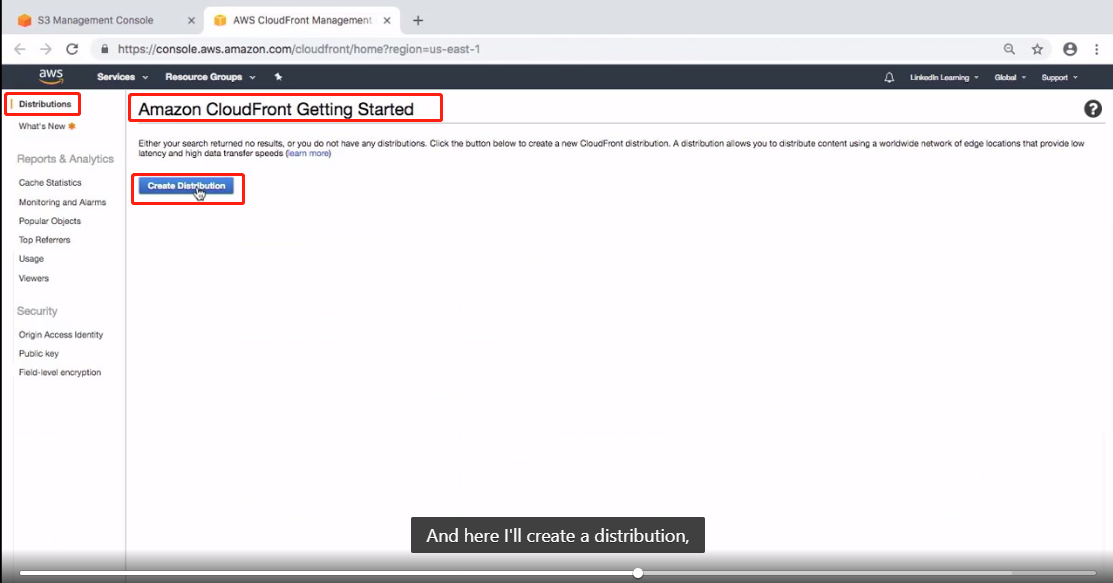 S3 Management Console
AWS CloudFront Management
https://console.aws.amazon.com/cloudfront/home?region=us-east-1
aws
Services
Resource Groups
LinkedIn Learning
Global
Support
Distributions
What's New
Reports & Analytics
Cache Statistics
Monitoring and Alarms
Popular Objects
Top Referrers
Usage
Viewers
Security
Origin Access Identity
Public key
Field-level encryption
Amazon CloudFront Getting Started
?
Either your search returned no results, or you do not have any distributions. Click the button below to create a new CloudFront distribution. A distribution allows you to distribute content using a worldwide network of edge locations that provide low
latency and high data transfer speeds (learn more)
Create Distribution
And here I'll create a distribution,